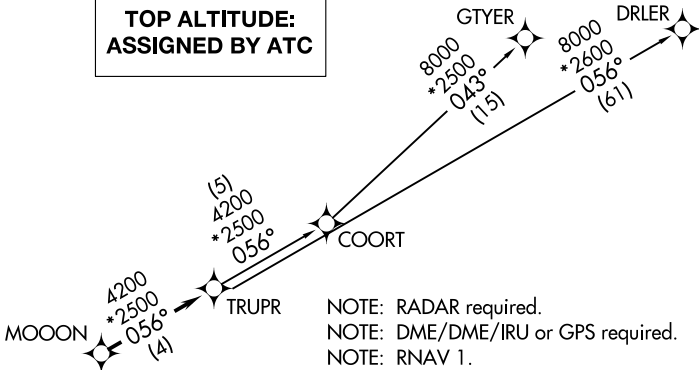 TOP ALTITUDE:
ASSIGNED BY ATC
GTYER
DRLER
8000
*2500
043°
(15)
8000
*2600
056°
(61)
(5)
4200
*2500
056°
COORT
4200
*2500
056°
(4)
TRUPR
MOOON
NOTE: RADAR required.
NOTE: DME/DME/IRU or GPS required.
NOTE: RNAV 1.